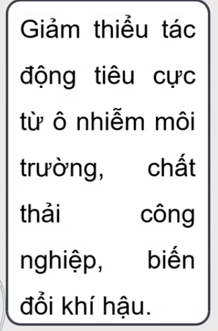 Giảm thiểu tác
động tiêu cực
từ ô nhiễm môi
trường, chất
thải công
nghiệp, biến
đổi khí hậu.